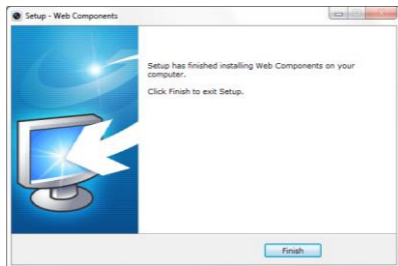 Setup - Web Components
Setup has finished installing Web Components on your
computer.
Click Finish to exit Setup.
Finish